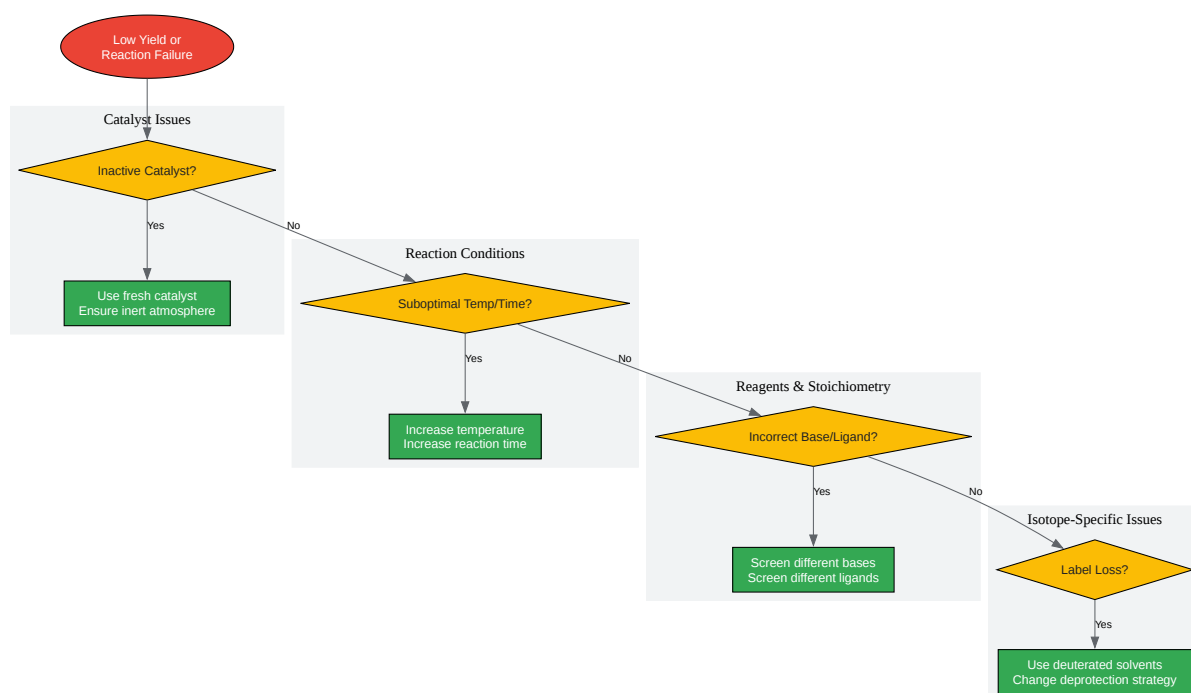 Low Yield or
Reaction Failure
Catalyst Issues
Inactive Catalyst?
Yes
No
Use fresh catalyst
Ensure inert atmosphere
Reaction Conditions
Suboptimal Temp/Time?
Yes
No
Increase temperature
Increase reaction time
Reagents & Stoichiometry
Incorrect Base/Ligand?
Yes
No
Screen different bases
Screen different ligands
Isotope-Specific Issues
Label Loss?
Yes
Use deuterated solvents
Change deprotection strategy